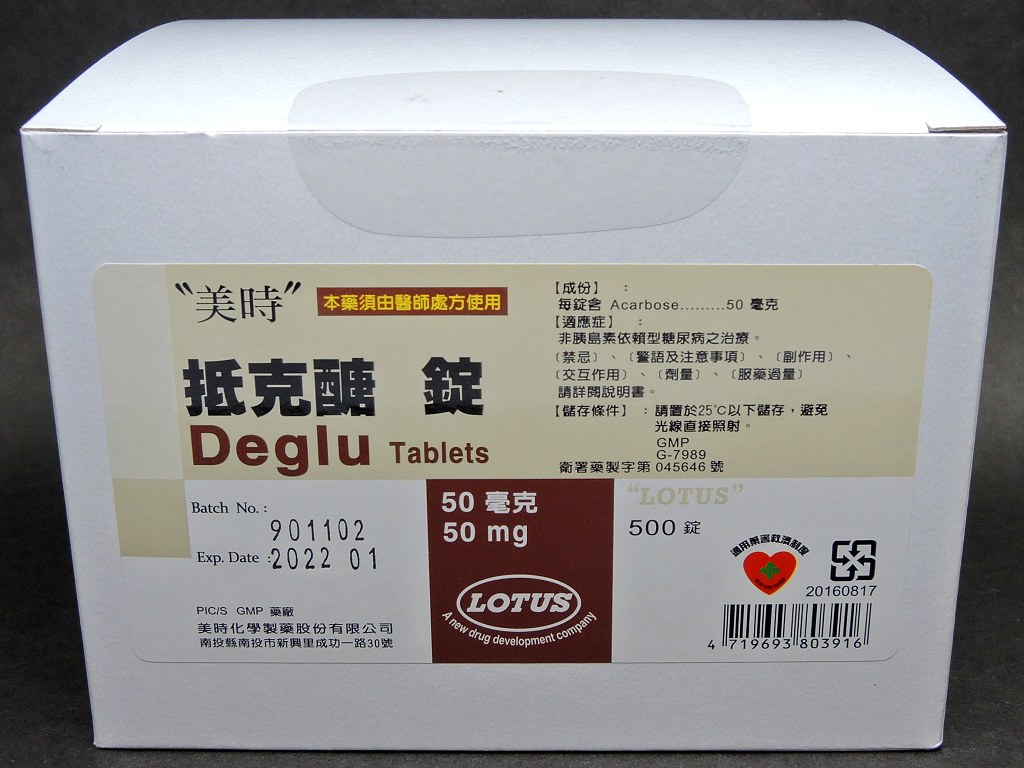 “美時”
本藥須由醫師處方使用
抵克醣 錠
Deglu Tablets
【成份】 :
每錠含 Acarbose.........50 毫克
【適應症】 :
非胰島素依賴型糖尿病之治療。
〔禁忌〕、〔警語及注意事項〕、〔副作用〕、
〔交互作用〕、〔劑量〕、〔服藥過量〕
請詳閱說明書。
【儲存條件】 : 請置於25℃以下儲存，避免
光線直接照射。
GMP
G-7989
衛署藥製字第 045646 號
Batch No. :
901102
Exp. Date :2022 01
PIC/S GMP 藥廠
美時化學製藥股份有限公司
南投縣南投市新興里成功一路30號
50 毫克
50 mg
LOTUS
A new drug development company
“LOTUS”
500 錠
適用藥害救濟制度
20160817
4 719693 803916